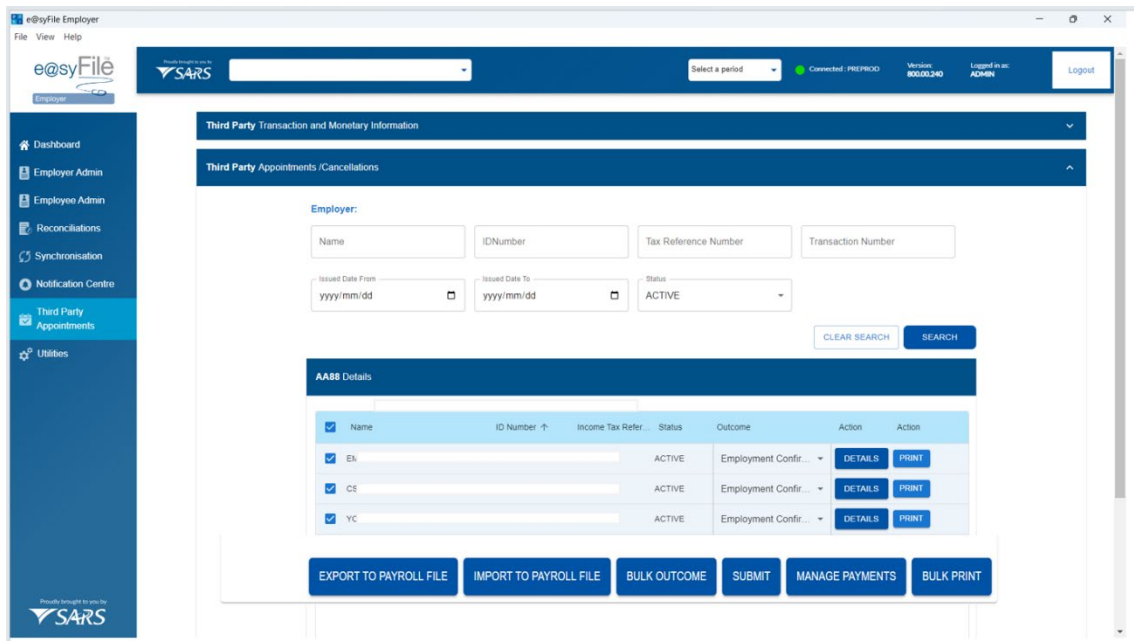 e@syFile Employer
File View Help
e@syFile
Employer
Proudly brought to you by
SARS
Select a period
Connected : PREPROD
Version:
800.00.240
Logged in as:
ADMIN
Logout
Dashboard
Employer Admin
Employee Admin
Reconciliations
Synchronisation
Notification Centre
Third Party
Appointments
Utilities
Proudly brought to you by
SARS
Third Party Transaction and Monetary Information
Third Party Appointments /Cancellations
Employer:
Name IDNumber Tax Reference Number Transaction Number
Issued Date From Issued Date To Status
yyyy/mm/dd yyyy/mm/dd ACTIVE
CLEAR SEARCH SEARCH
AA88 Details
Name ID Number Income Tax Refer... Status Outcome Action Action
ACTIVE Employment Confir... DETAILS PRINT
ACTIVE Employment Confir... DETAILS PRINT
YC ACTIVE Employment Confir... DETAILS PRINT
EXPORT TO PAYROLL FILE IMPORT TO PAYROLL FILE BULK OUTCOME SUBMIT MANAGE PAYMENTS BULK PRINT